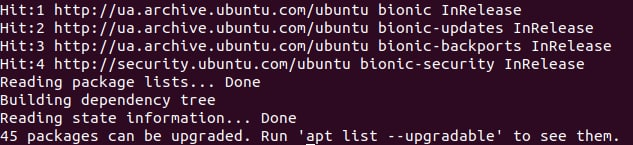 Hit:1 http://ua.archive.ubuntu.com/ubuntu bionic InRelease
Hit:2 http://ua.archive.ubuntu.com/ubuntu bionic-updates InRelease
Hit:3 http://ua.archive.ubuntu.com/ubuntu bionic-backports InRelease
Hit:4 http://security.ubuntu.com/ubuntu bionic-security InRelease
Reading package lists... Done
Building dependency tree
Reading state information... Done
45 packages can be upgraded. Run 'apt list --upgradable' to see them.